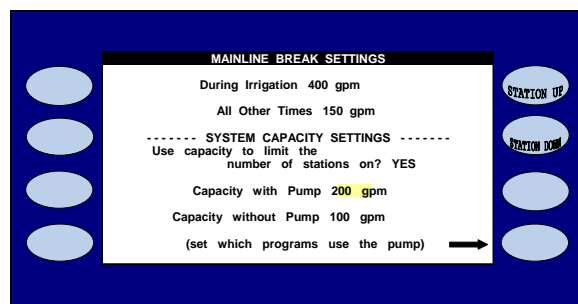 MAINLINE BREAK SETTINGS
During Irrigation 400 gpm
All Other Times 150 gpm
------- SYSTEM CAPACITY SETTINGS -------
Use capacity to limit the
number of stations on? YES
Capacity with Pump 200 gpm
Capacity without Pump 100 gpm
(set which programs use the pump)
STATION UP
STATION DOWN